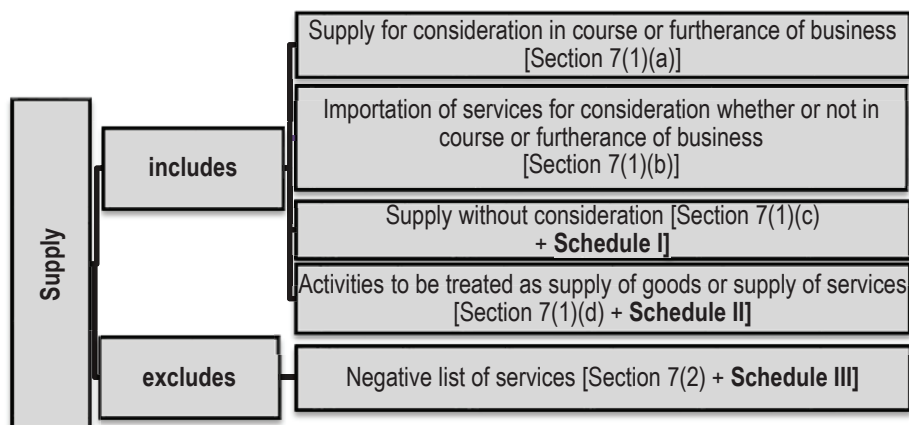 Supply
includes
Supply for consideration in course or furtherance of business
[Section 7(1)(a)]
Importation of services for consideration whether or not in
course or furtherance of business
[Section 7(1)(b)]
Supply without consideration [Section 7(1)(c)
+ Schedule I]
Activities to be treated as supply of goods or supply of services
[Section 7(1)(d) + Schedule II]
excludes
Negative list of services [Section 7(2) + Schedule III]